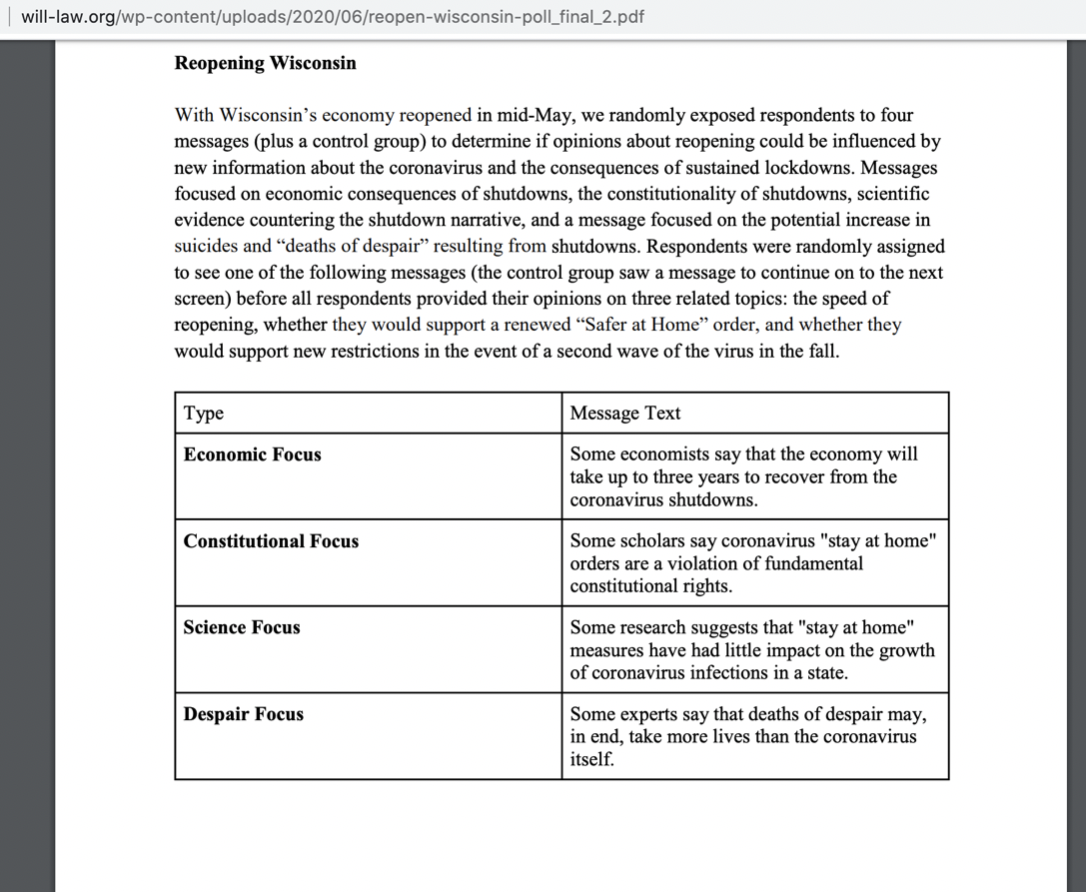 will-law.org/wp-content/uploads/2020/06/reopen-wisconsin-poll_final_2.pdf
Reopening Wisconsin
With Wisconsin’s economy reopened in mid-May, we randomly exposed respondents to four
messages (plus a control group) to determine if opinions about reopening could be influenced by
new information about the coronavirus and the consequences of sustained lockdowns. Messages
focused on economic consequences of shutdowns, the constitutionality of shutdowns, scientific
evidence countering the shutdown narrative, and a message focused on the potential increase in
suicides and “deaths of despair” resulting from shutdowns. Respondents were randomly assigned
to see one of the following messages (the control group saw a message to continue on to the next
screen) before all respondents provided their opinions on three related topics: the speed of
reopening, whether they would support a renewed “Safer at Home” order, and whether they
would support new restrictions in the event of a second wave of the virus in the fall.
Type
Message Text
Economic Focus
Some economists say that the economy will
take up to three years to recover from the
coronavirus shutdowns.
Constitutional Focus
Some scholars say coronavirus "stay at home"
orders are a violation of fundamental
constitutional rights.
Science Focus
Some research suggests that "stay at home"
measures have had little impact on the growth
of coronavirus infections in a state.
Despair Focus
Some experts say that deaths of despair may,
in end, take more lives than the coronavirus
itself.